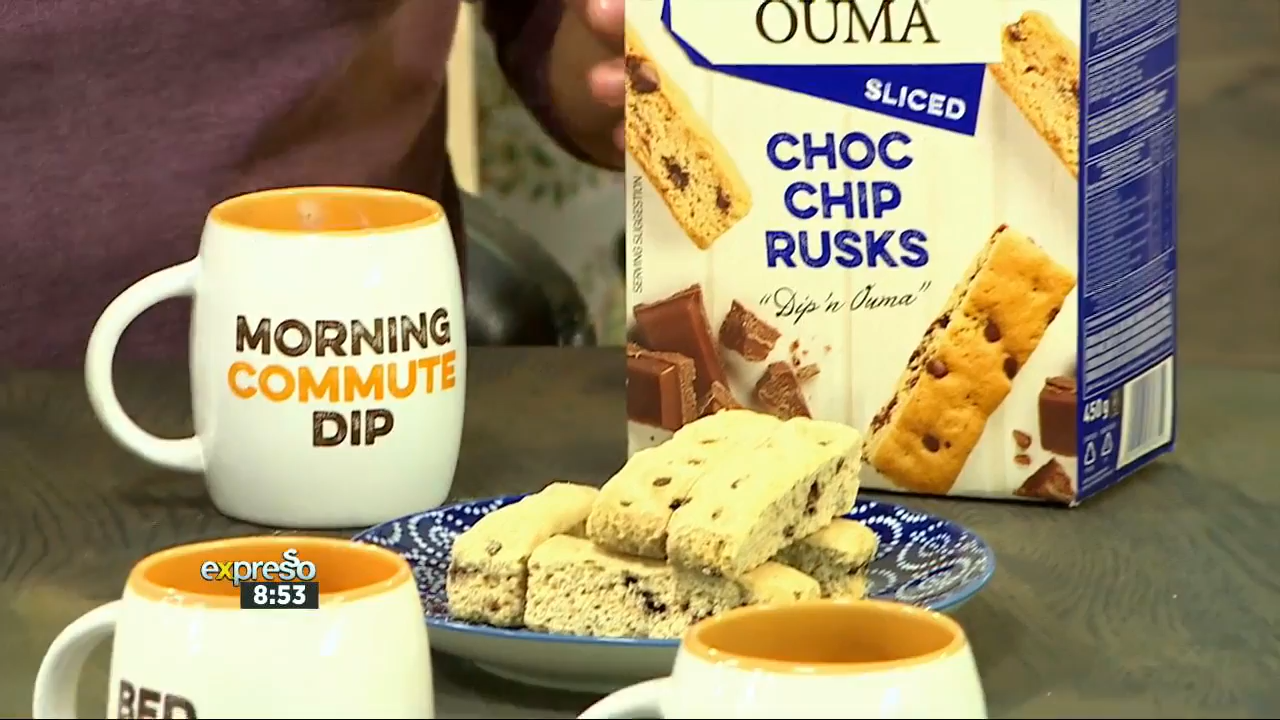 OUMA
SLICED
CHOC
CHIP
RUSKS
"Dip'n Ouma"
SERVING SUGGESTION
450g
MORNING
COMMUTE
DIP
expresso
8:53
BED